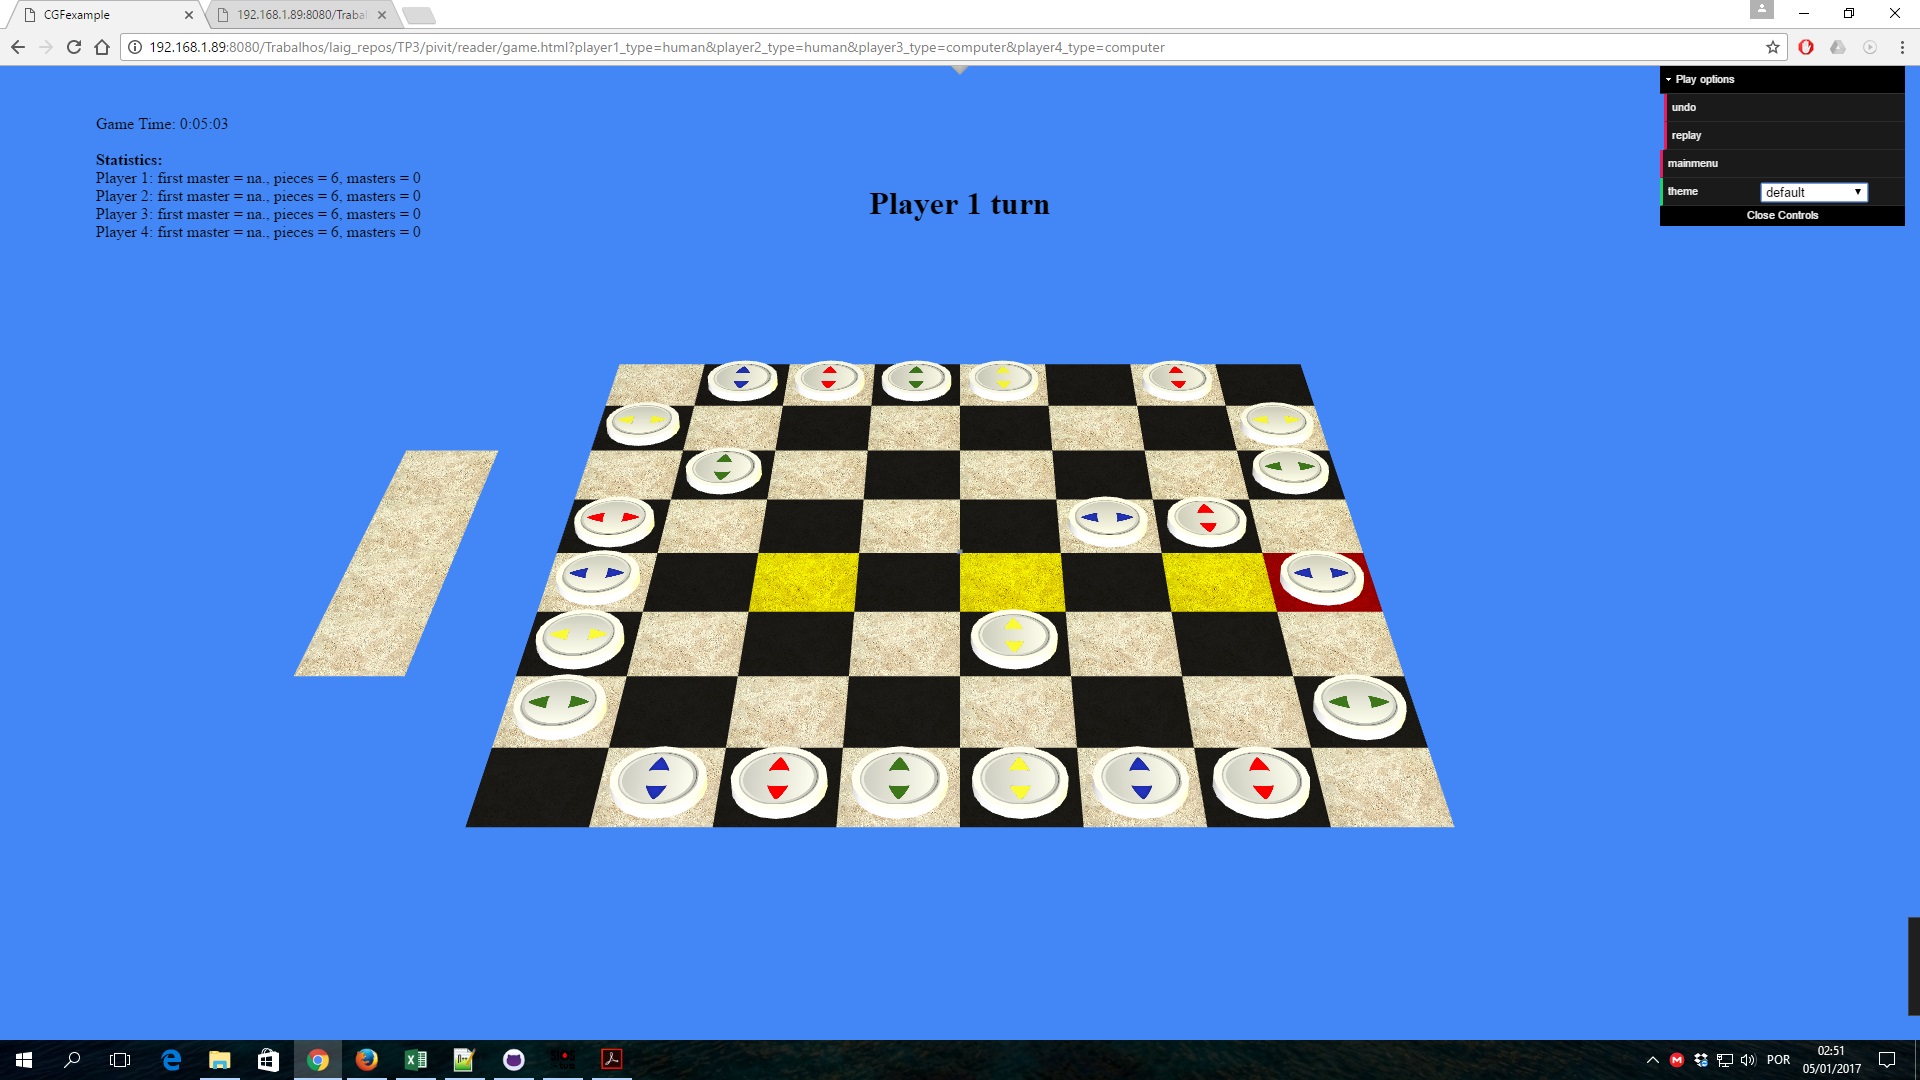 CGFexample
192.168.1.89:8080/Traba
192.168.1.89:8080/Trabalhos/laig_repos/TP3/pivit/reader/game.html?player1_type=human&player2_type=human&player3_type=computer&player4_type=computer
Play options
undo
replay
mainmenu
theme default
Close Controls
Game Time: 0:05:03
Statistics:
Player 1: first master = na., pieces = 6, masters = 0
Player 2: first master = na., pieces = 6, masters = 0
Player 3: first master = na., pieces = 6, masters = 0
Player 4: first master = na., pieces = 6, masters = 0
Player 1 turn
POR
02:51
05/01/2017